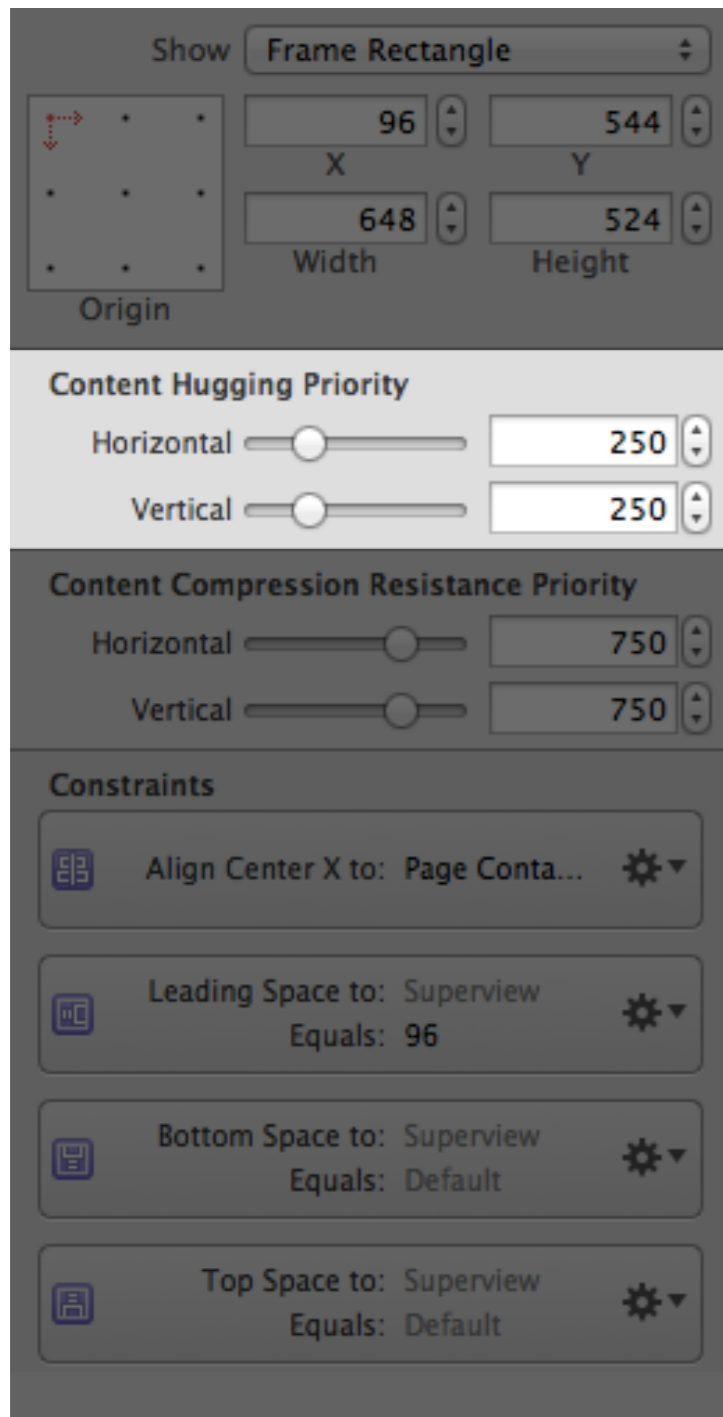 Show Frame Rectangle
96 544
X Y
648 524
Width Height
Origin
Content Hugging Priority
Horizontal 250
Vertical 250
Content Compression Resistance Priority
Horizontal 750
Vertical 750
Constraints
Align Center X to: Page Conta...
Leading Space to: Superview
Equals: 96
Bottom Space to: Superview
Equals: Default
Top Space to: Superview
Equals: Default